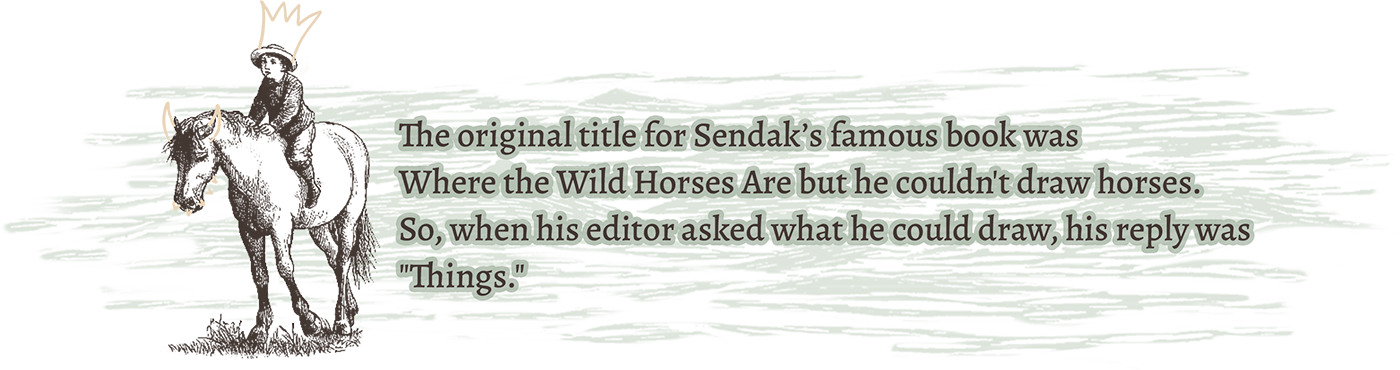 The original title for Sendak’s famous book was
Where the Wild Horses Are but he couldn't draw horses.
So, when his editor asked what he could draw, his reply was
"Things."